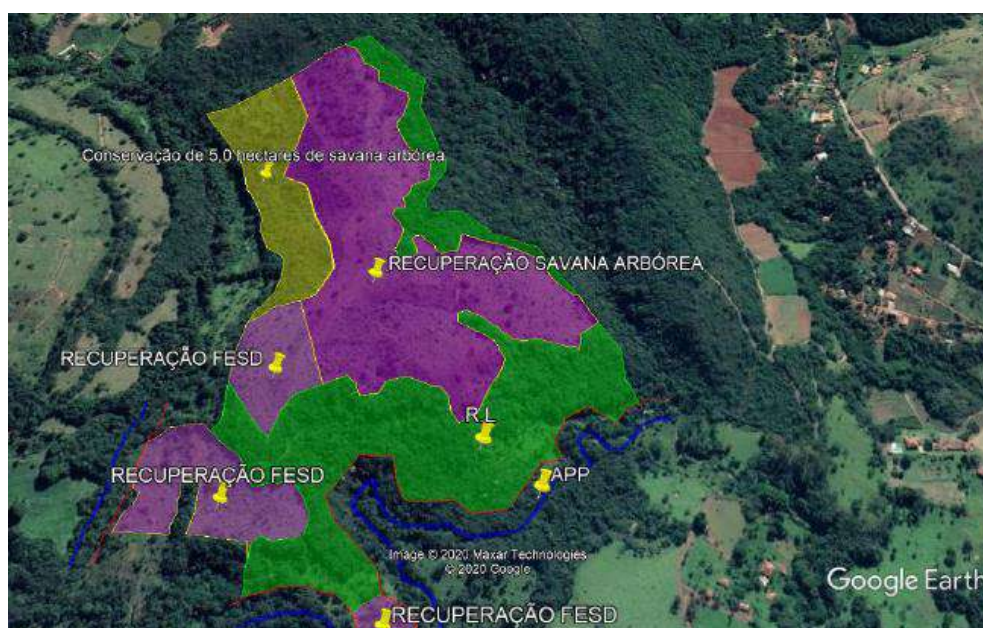 Conservação de 5,0 hectares de savana arbórea
RECUPERAÇÃO SAVANA ARBÓREA
RECUPERAÇÃO FESD
R.L
RECUPERAÇÃO FESD
APP
Image © 2020 Maxar Technologies
© 2020 Google
Google Earth
RECUPERAÇÃO FESD